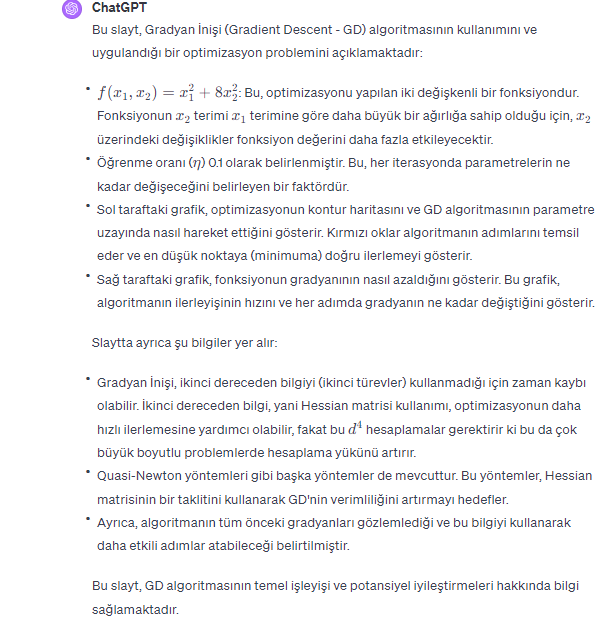 ChatGPT
Bu slayt, Gradyan İnişi (Gradient Descent - GD) algoritmasının kullanımını ve
uygulandığı bir optimizasyon problemini açıklamaktadır:
• f(x₁, x₂) = x₁² + 8x₂²: Bu, optimizasyonu yapılan iki değişkenli bir fonksiyondur.
Fonksiyonun x₂ terimi x₁ terimine göre daha büyük bir ağırlığa sahip olduğu için, x₂
üzerindeki değişiklikler fonksiyon değerini daha fazla etkileyecektir.
• Öğrenme oranı (η) 0.1 olarak belirlenmiştir. Bu, her iterasyonda parametrelerin ne
kadar değişeceğini belirleyen bir faktördür.
• Sol taraftaki grafik, optimizasyonun kontur haritasını ve GD algoritmasının parametre
uzayında nasıl hareket ettiğini gösterir. Kırmızı oklar algoritmanın adımlarını temsil
eder ve en düşük noktaya (minimuma) doğru ilerlemeyi gösterir.
• Sağ taraftaki grafik, fonksiyonun gradyanının nasıl azaldığını gösterir. Bu grafik,
algoritmanın ilerleyişinin hızını ve her adımda gradyanın ne kadar değiştiğini gösterir.
Slaytta ayrıca şu bilgiler yer alır:
• Gradyan İnişi, ikinci dereceden bilgiyi (ikinci türevler) kullanmadığı için zaman kaybı
olabilir. İkinci dereceden bilgi, yani Hessian matrisi kullanımı, optimizasyonun daha
hızlı ilerlemesine yardımcı olabilir, fakat bu d⁴ hesaplamalar gerektirir ki bu da çok
büyük boyutlu problemlerde hesaplama yükünü artırır.
• Quasi-Newton yöntemleri gibi başka yöntemler de mevcuttur. Bu yöntemler, Hessian
matrisinin bir taklitini kullanarak GD'nin verimliliğini artırmayı hedefler.
• Ayrıca, algoritmanın tüm önceki gradyanları gözlemlediği ve bu bilgiyi kullanarak
daha etkili adımlar atabileceği belirtilmiştir.
Bu slayt, GD algoritmasının temel işleyişi ve potansiyel iyileştirmeleri hakkında bilgi
sağlamaktadır.